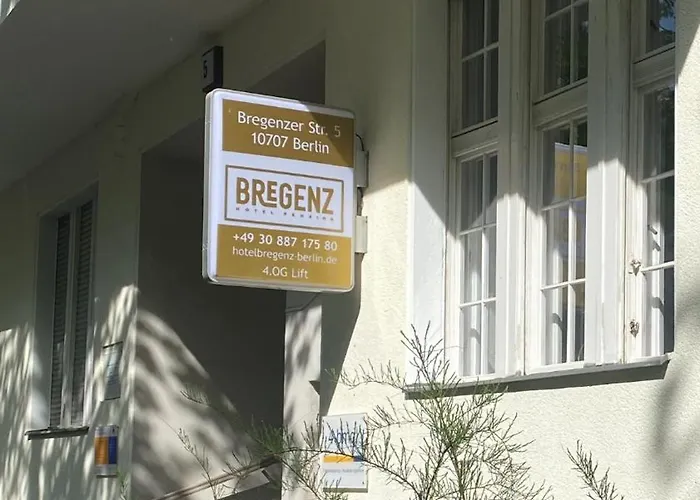 5
Bregenzer Str. 5
10707 Berlin
BREGENZ
HOTEL PENSION
+49 30 887 175 80
hotelbregenz-berlin.de
4.OG Lift